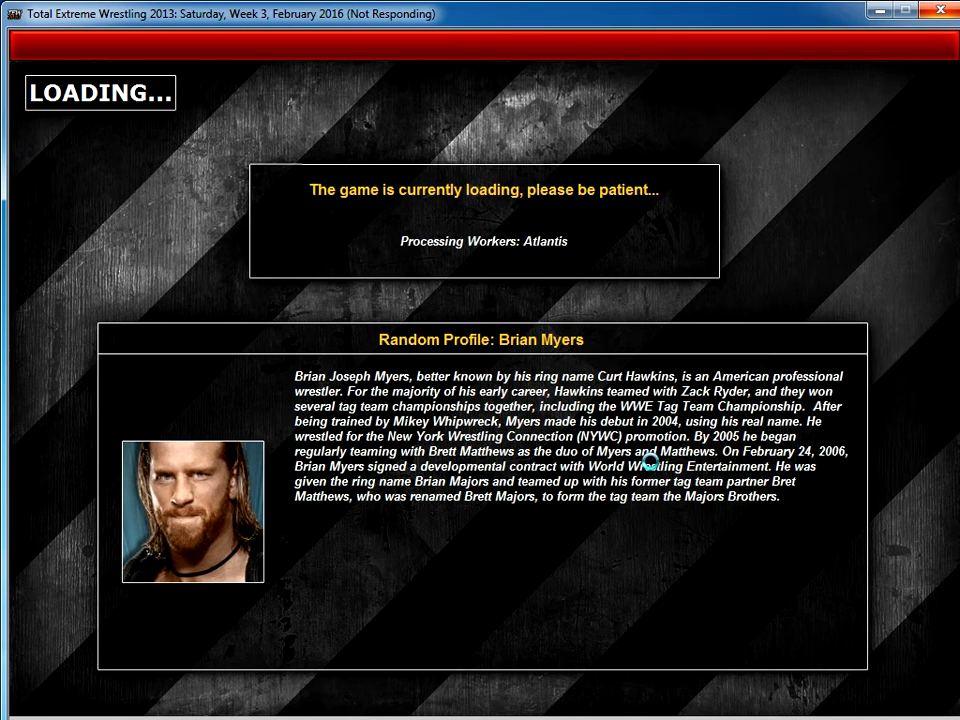 Total Extreme Wrestling 2013: Saturday, Week 3, February 2016 (Not Responding)
LOADING...
The game is currently loading, please be patient...
Processing Workers: Atlantis
Random Profile: Brian Myers
Brian Joseph Myers, better known by his ring name Curt Hawkins, is an American professional
wrestler. For the majority of his early career, Hawkins teamed with Zack Ryder, and they won
several tag team championships together, including the WWE Tag Team Championship.  After
being trained by Mikey Whipwreck, Myers made his debut in 2004, using his real name. He
wrestled for the New York Wrestling Connection (NYWC) promotion. By 2005 he began
regularly teaming with Brett Matthews as the duo of Myers and Matthews. On February 24, 2006,
Brian Myers signed a developmental contract with World Wrestling Entertainment. He was
given the ring name Brian Majors and teamed up with his former tag team partner Bret
Matthews, who was renamed Brett Majors, to form the tag team the Majors Brothers.